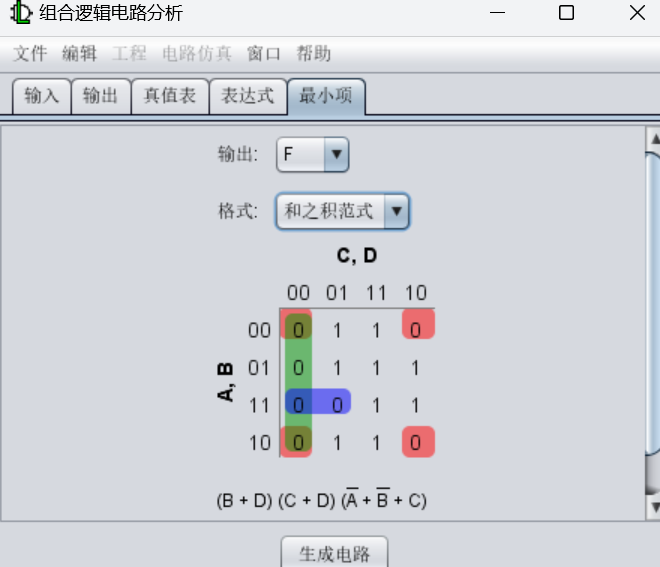 组合逻辑电路分析
文件 编辑 工程 电路仿真 窗口 帮助
输入 输出 真值表 表达式 最小项
输出: F
格式: 和之积范式
C, D
00 01 11 10
00 0 1 1 0
A, B
01 0 1 1 1
11 0 0 1 1
10 0 1 1 0
(B + D) (C + D) (A̅ + B̅ + C)
生成电路